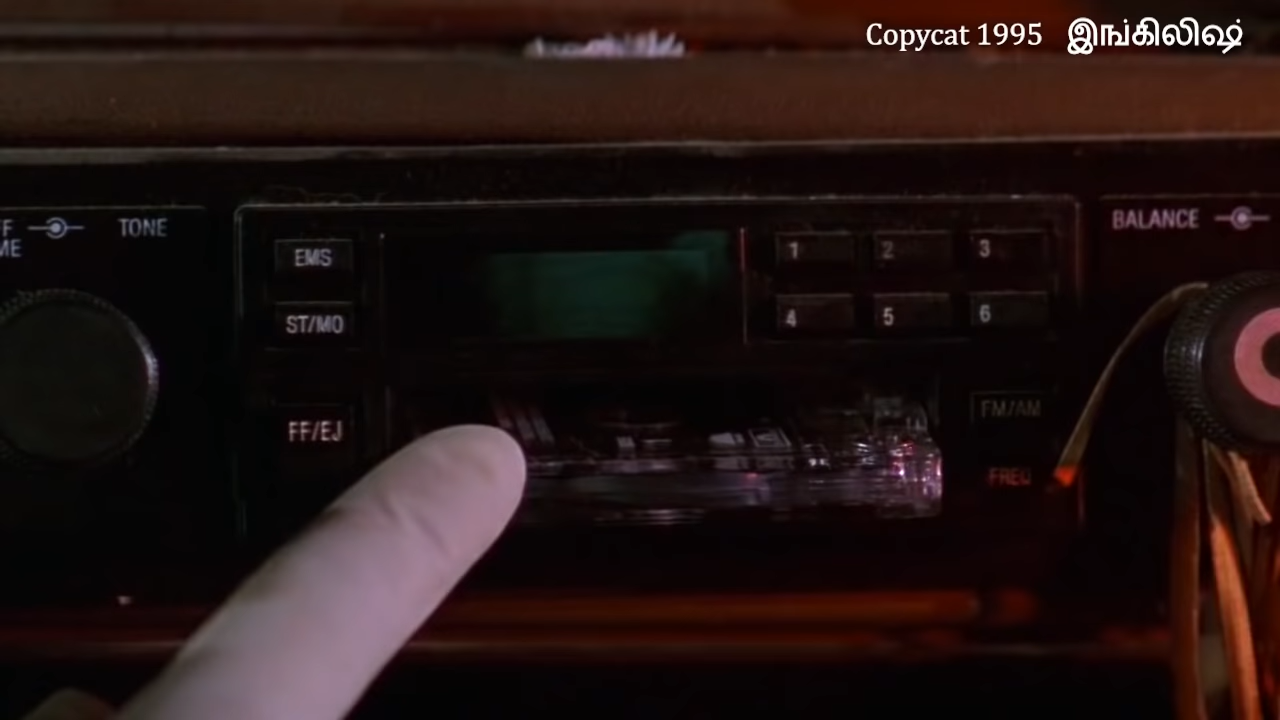 Copycat 1995 இங்கிலிஷ்
TONE
EMS
1 2 3
BALANCE
ST/MO
4 5 6
FF/EJ
FM/AM
FREQ